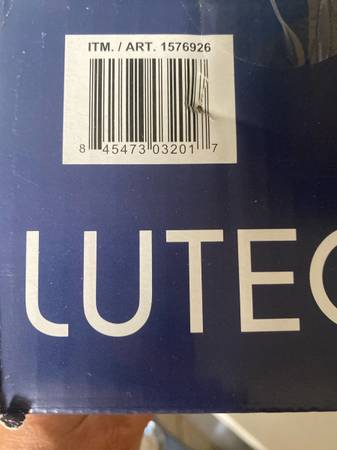 ITM. / ART. 1576926
8 45473 03201 7
LUTEC